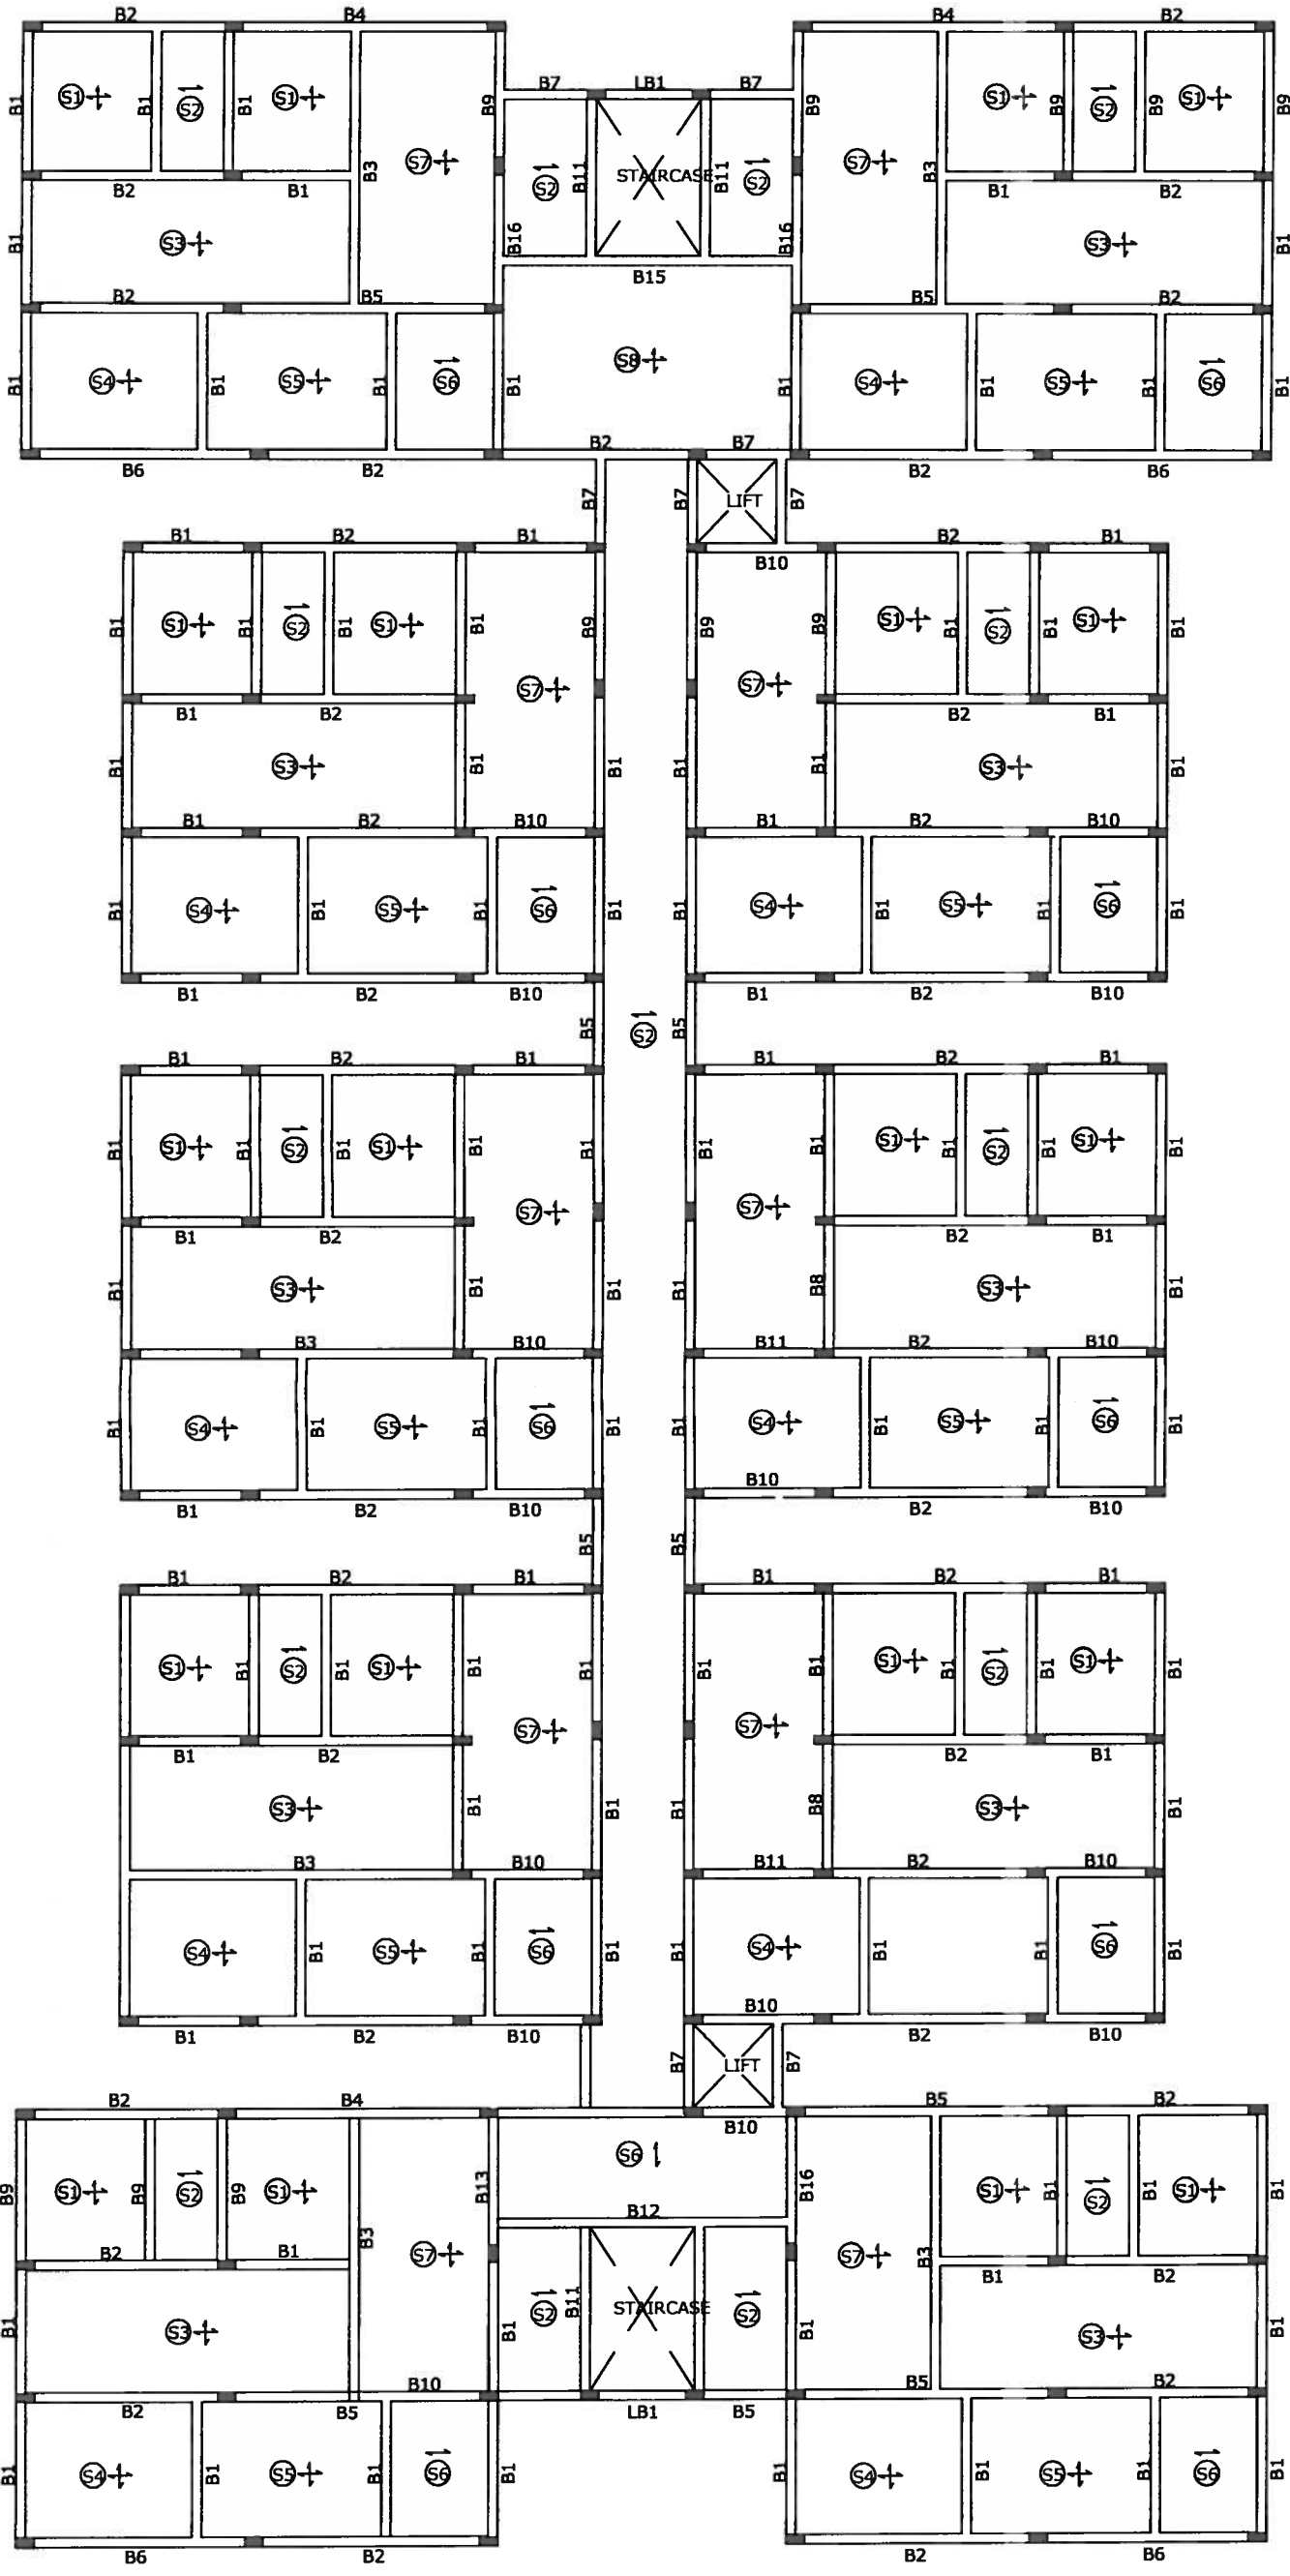 B2 B4 B4 B2
B7 LB1 B7
B1 S1 B1 S2 B1 S1 B9 B9 S1 B9 S2 B9 S1 B9
S7 B3 S2 B11 STAIRCASE B11 S2 S7 B3
B2 B1 B1 B2
B1 S3 B16 B16 S3 B1
B15
B2 B5 B5 B2
S8
B1 S4 B1 S5 B1 S6 B1 B1 S4 B1 S5 B1 S6 B1
B2 B7
B6 B2 B2 B6
B7 B7 LIFT B7
B1 B2 B1 B2 B1
B10
B1 S1 B1 S2 B1 S1 B1 B9 B9 B9 S1 B1 S2 B1 S1 B1
S7 S7
B1 B2 B2 B1
B1 S3 B1 B1 B1 B1 S3 B1
B1 B2 B10 B1 B2 B10
B1 S4 B1 S5 B1 S6 B1 B1 S4 B1 S5 B1 S6 B1
B1 B2 B10 B1 B2 B10
B5 S2 B5
B1 B2 B1 B1 B2 B1
B1 S1 B1 S2 B1 S1 B1 B1 B1 B1 S1 B1 S2 B1 S1 B1
S7 S7
B1 B2 B2 B1
B1 S3 B1 B1 B1 B8 S3 B1
B3 B10 B11 B2 B10
B1 S4 B1 S5 B1 S6 B1 B1 S4 B1 S5 B1 S6 B1
B10
B1 B2 B10 B2 B10
B5 B5
B1 B2 B1 B1 B2 B1
S1 B1 S2 B1 S1 B1 B1 B1 B1 S1 B1 S2 B1 S1 B1
S7 S7
B1 B2 B2 B1
S3 B1 B1 B1 B8 S3 B1
B3 B10 B11 B2 B10
S4 B1 S5 B1 S6 B1 B1 S4 B1 B1 S6 B1
B10
B1 B2 B10 B2 B10
B7 LIFT B7
B2 B4 B5 B2
B10
S6
B9 S1 B9 S2 B9 S1 B13 B16 S1 B1 S2 B1 S1 B1
B12
B2 B1 B3 S7 S7 B3 B1 B2
B1 S3 B1 S2 B11 STAIRCASE S2 B1 S3 B1
B10 B5 B2
B2 B5 LB1 B5
B1 S4 B1 S5 B1 S6 B1 B1 S4 B1 S5 B1 S6 B1
B6 B2 B2 B6